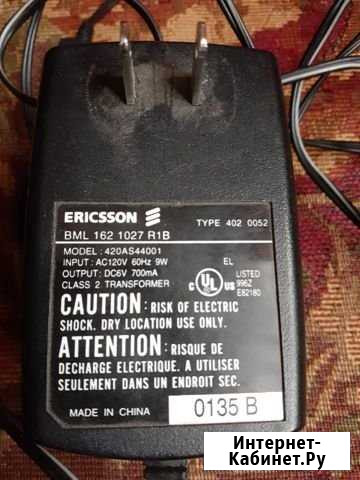 ERICSSON
TYPE 402 0052
BML 162 1027 R1B
MODEL : 420AS44001
INPUT : AC120V 60Hz 9W
OUTPUT : DC6V 700mA
CLASS 2 TRANSFORMER
EL
c UL US LISTED
996Z
E82180
CAUTION : RISK OF ELECTRIC
SHOCK. DRY LOCATION USE ONLY.
ATTENTION : RISQUE DE
DECHARGE ELECTRIQUE. A UTILISER
SEULEMENT DANS UN ENDROIT SEC.
MADE IN CHINA
0135 B
Интернет-
Кабинет.Ру